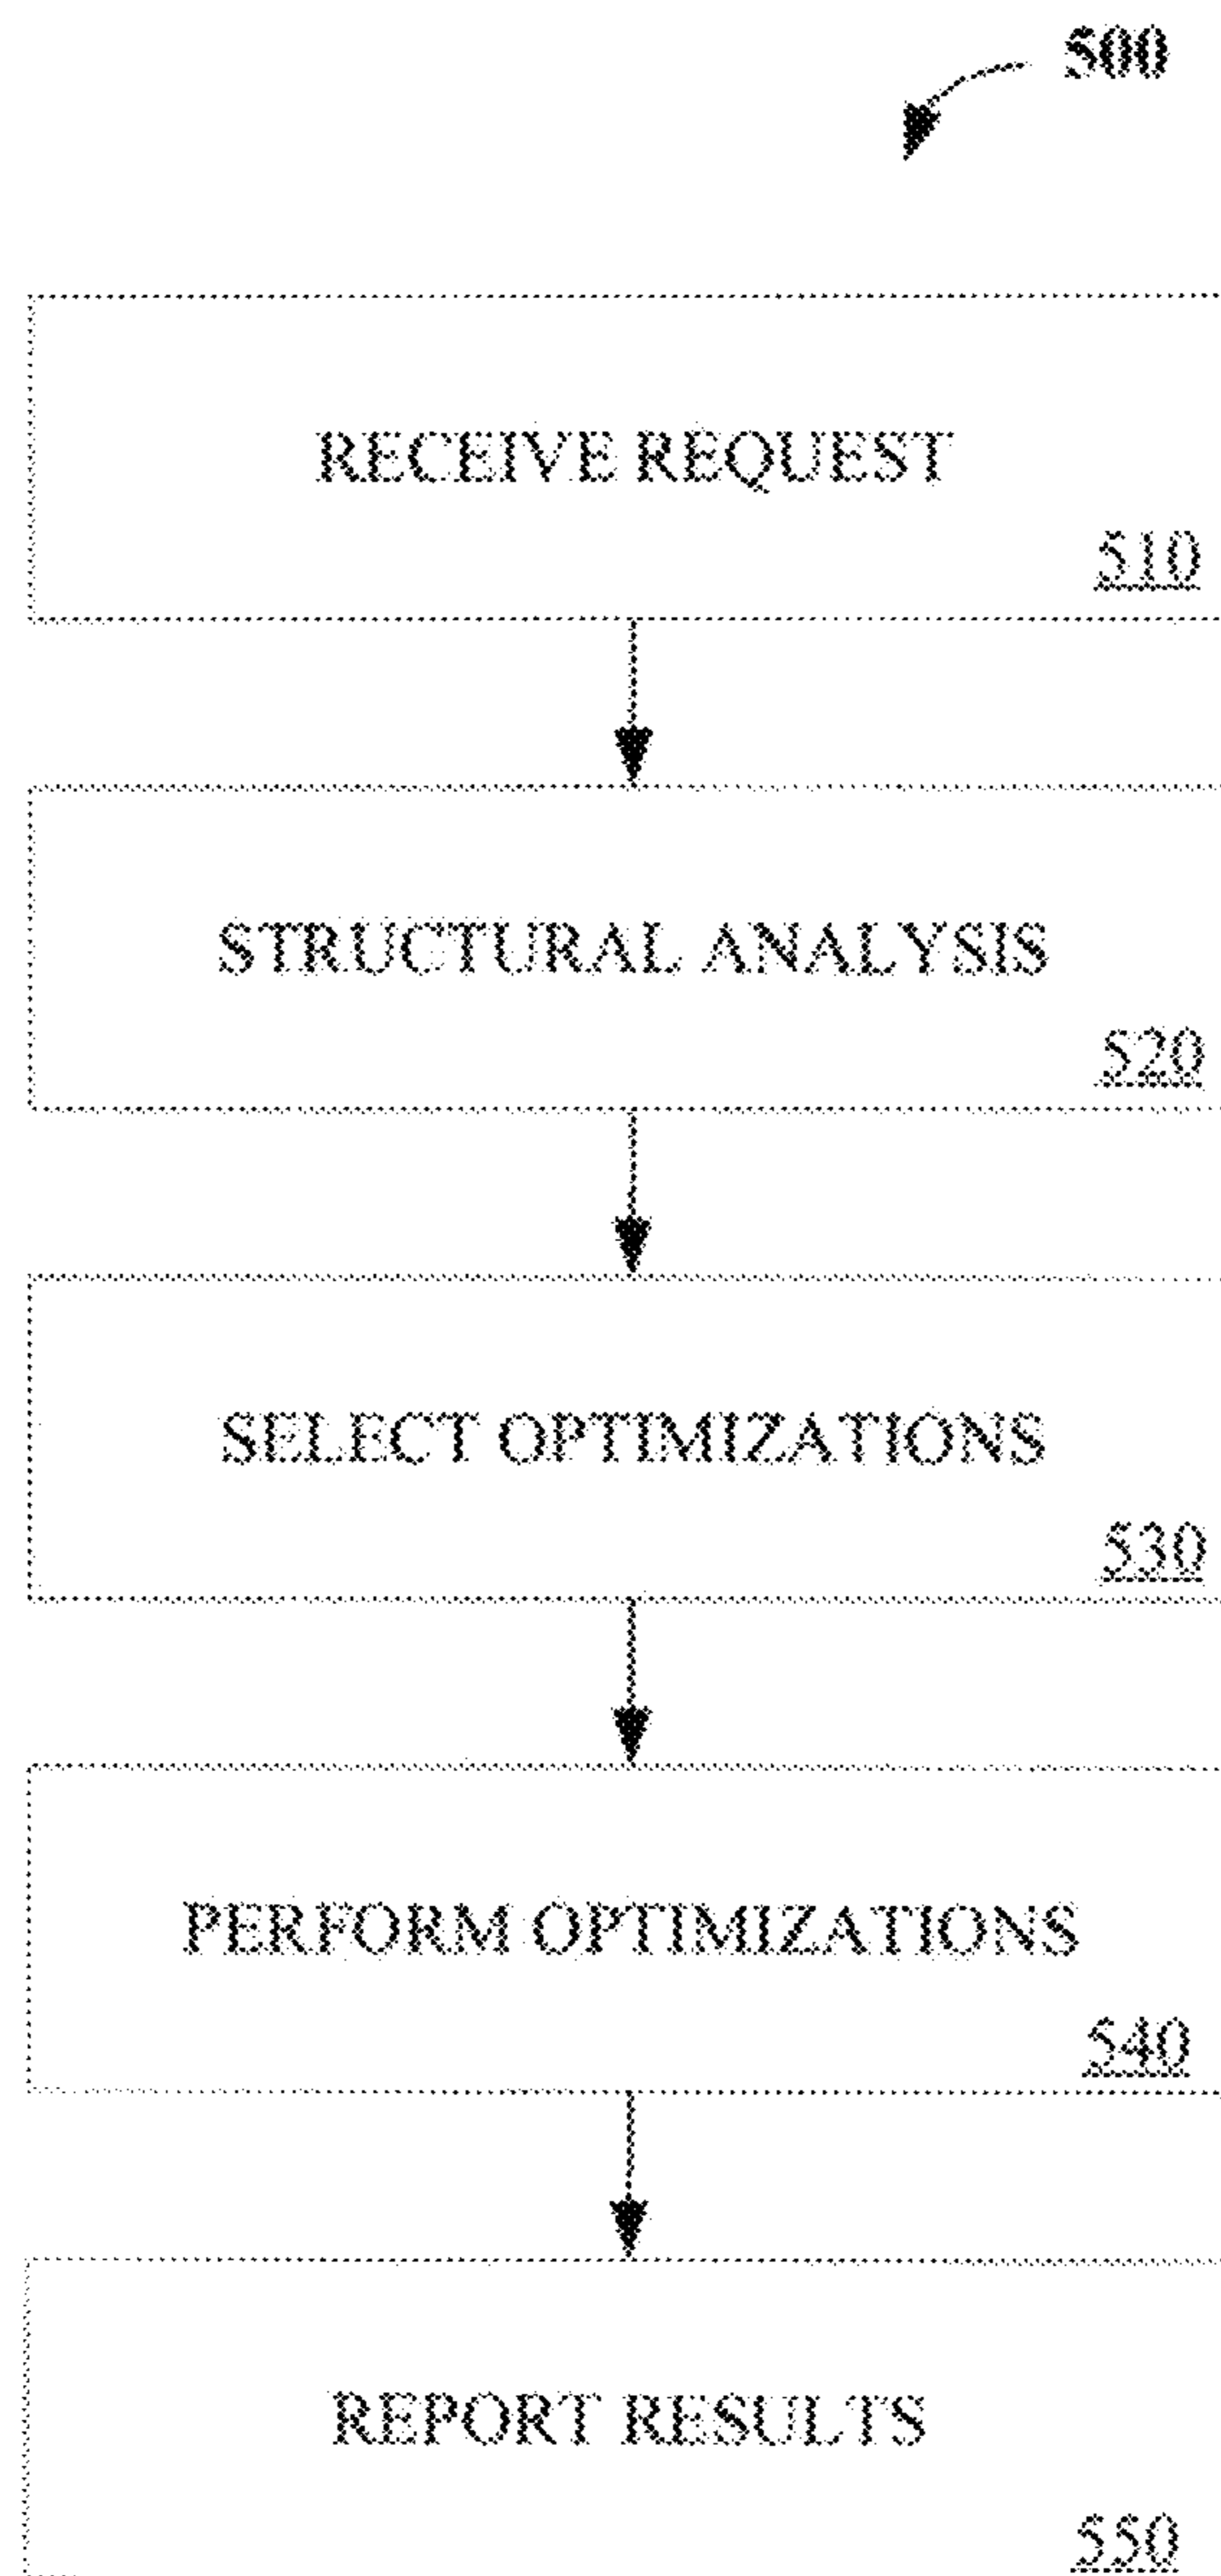 500
RECEIVE REQUEST
510
STRUCTURAL ANALYSIS
520
SELECT OPTIMIZATIONS
530
PERFORM OPTIMIZATIONS
540
REPORT RESULTS
550